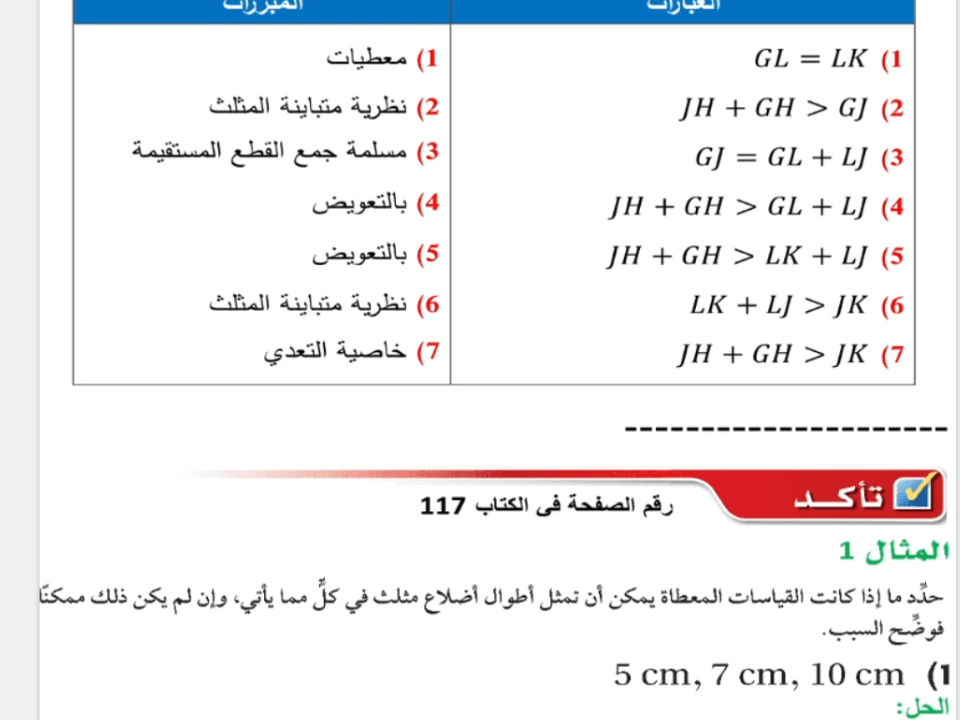 العبارات المبررات
1) GL = LK 1) معطيات
2) JH + GH > GJ 2) نظرية متباينة المثلث
3) GJ = GL + LJ 3) مسلمة جمع القطع المستقيمة
4) JH + GH > GL + LJ 4) بالتعويض
5) JH + GH > LK + LJ 5) بالتعويض
6) LK + LJ > JK 6) نظرية متباينة المثلث
7) JH + GH > JK 7) خاصية التعدي
---------------------
تأكد
رقم الصفحة فى الكتاب 117
المثال 1
حدِّد ما إذا كانت القياسات المعطاة يمكن أن تمثل أطوال أضلاع مثلث في كلٍّ مما يأتي، وإن لم يكن ذلك ممكنًا
فوضِّح السبب.
1) 5 cm, 7 cm, 10 cm
الحل: